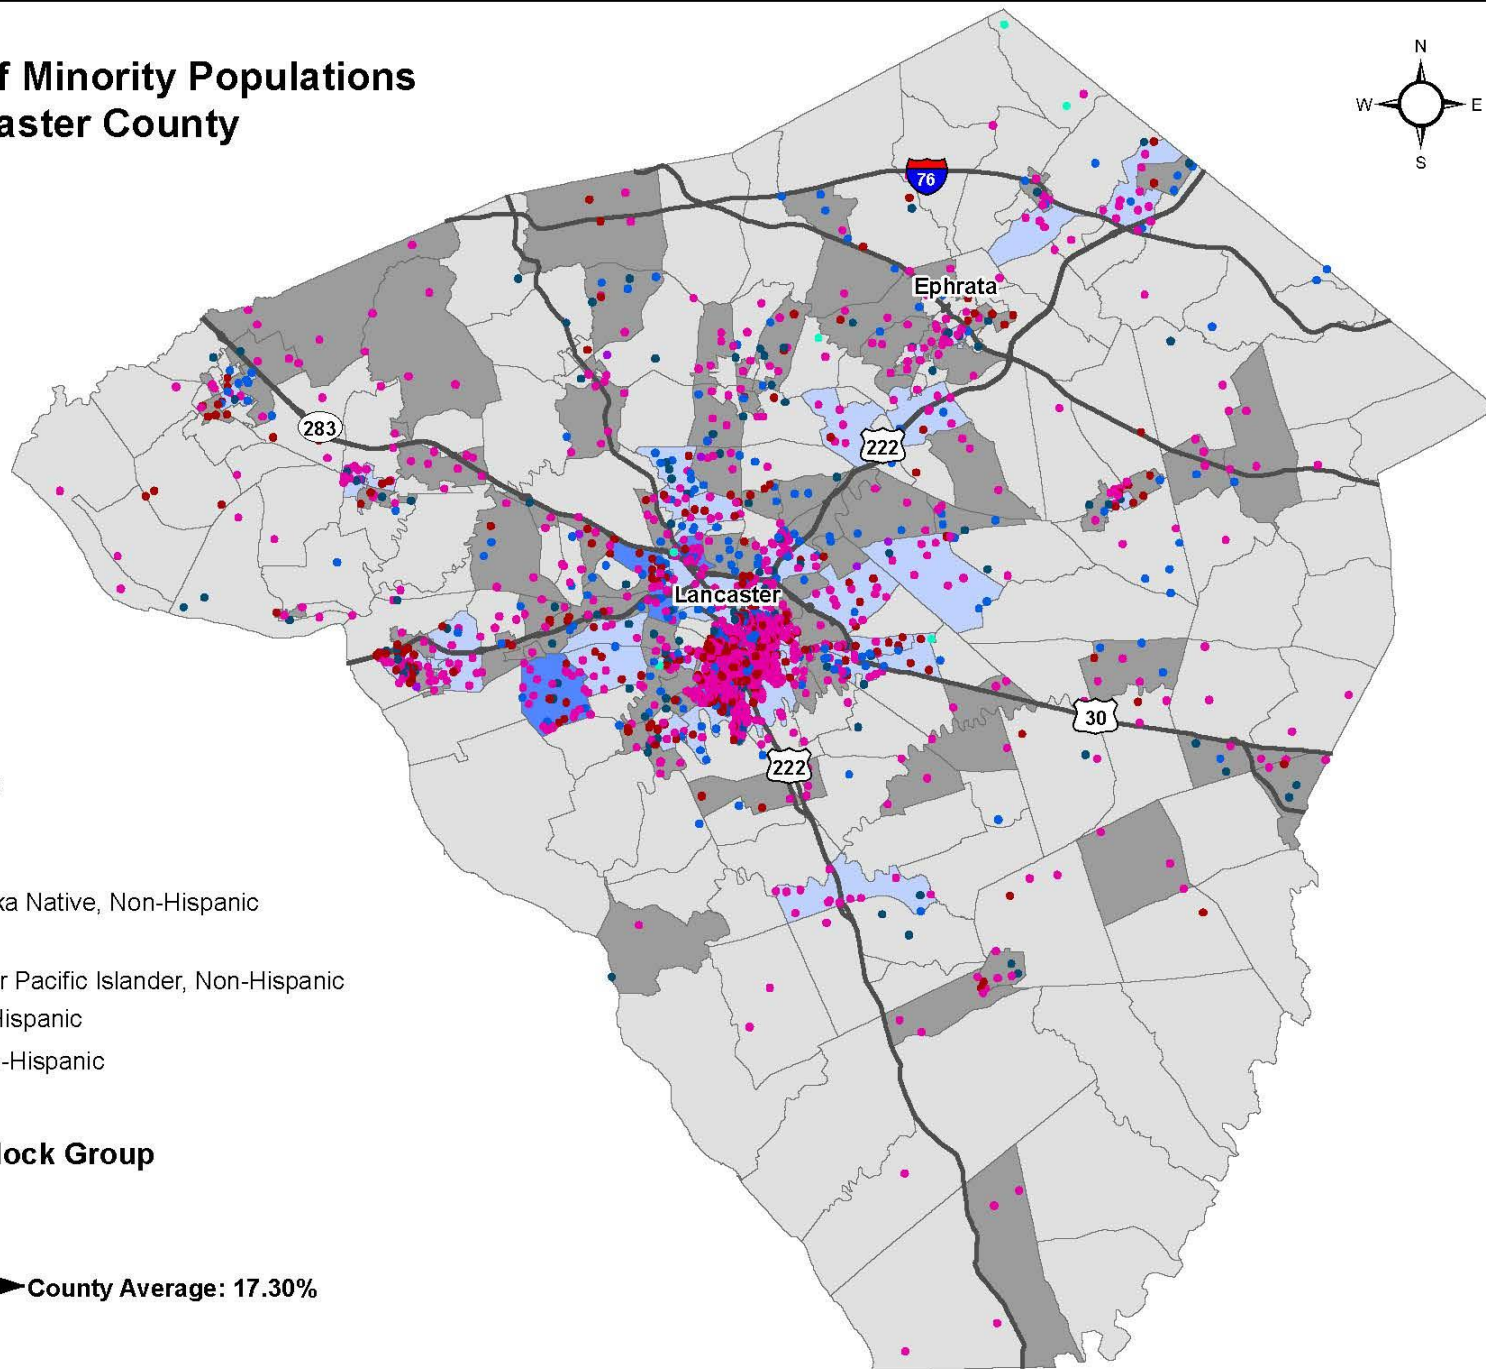 f Minority Populations
aster County
N
W E
S
76
Ephrata
283
222
Lancaster
30
222
ka Native, Non-Hispanic
r Pacific Islander, Non-Hispanic
Hispanic
-Hispanic
lock Group
County Average: 17.30%